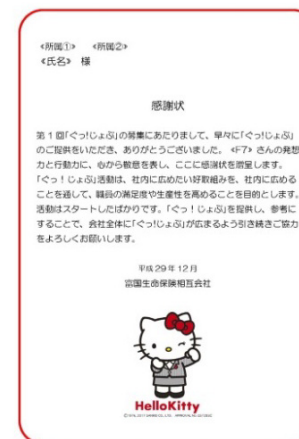 ≪所属①≫　≪所属②≫
≪氏名≫　様
感謝状
第１回「ぐっ!じょぶ」の募集にあたりまして、早々に「ぐっ!じょぶ」
のご提供をいただき、ありがとうございました。≪F7≫さんの発想
力と行動力に、心から敬意を表し、ここに感謝状を贈呈します。
「ぐっ！じょぶ」活動は、社内に広めたい好取組みを、社内に広める
ことを通して、職員の満足度や生産性を高めることを目的とします。
活動はスタートしたばかりです。「ぐっ！じょぶ」を提供し、参考に
することで、会社全体に「ぐっ!じょぶ」が広まるよう引き続きご協力
をよろしくお願いします。
平成29年12月
富国生命保険相互会社
HelloKitty